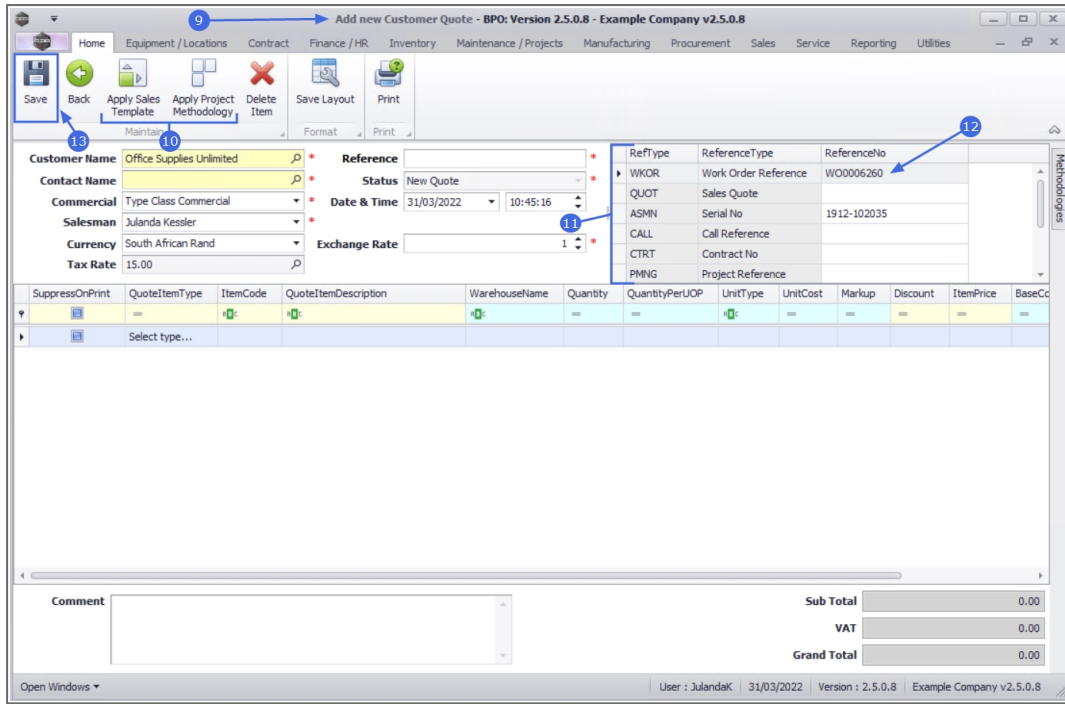 9
Add new Customer Quote - BPO: Version 2.5.0.8 - Example Company v2.5.0.8
Home Equipment / Locations Contract Finance / HR Inventory Maintenance / Projects Manufacturing Procurement Sales Service Reporting Utilities
Save Back Apply Sales Template Apply Project Methodology Delete Item Save Layout Print
Maintain Format Print
13 10 12
Customer Name Office Supplies Unlimited * Reference *
Contact Name * Status New Quote *
Commercial Type Class Commercial * Date & Time 31/03/2022 10:45:16
Salesman Julanda Kessler *
Currency South African Rand Exchange Rate 1 *
Tax Rate 15.00
11
RefType ReferenceType ReferenceNo
WKOR Work Order Reference WO0006260
QUOT Sales Quote
ASMN Serial No 1912-102035
CALL Call Reference
CTRT Contract No
PMNG Project Reference
Methodologies
SuppressOnPrint QuoteItemType ItemCode QuoteItemDescription WarehouseName Quantity QuantityPerUOP UnitType UnitCost Markup Discount ItemPrice BaseCo
Select type...
Comment
Sub Total 0.00
VAT 0.00
Grand Total 0.00
Open Windows User : JulandaK 31/03/2022 Version : 2.5.0.8 Example Company v2.5.0.8